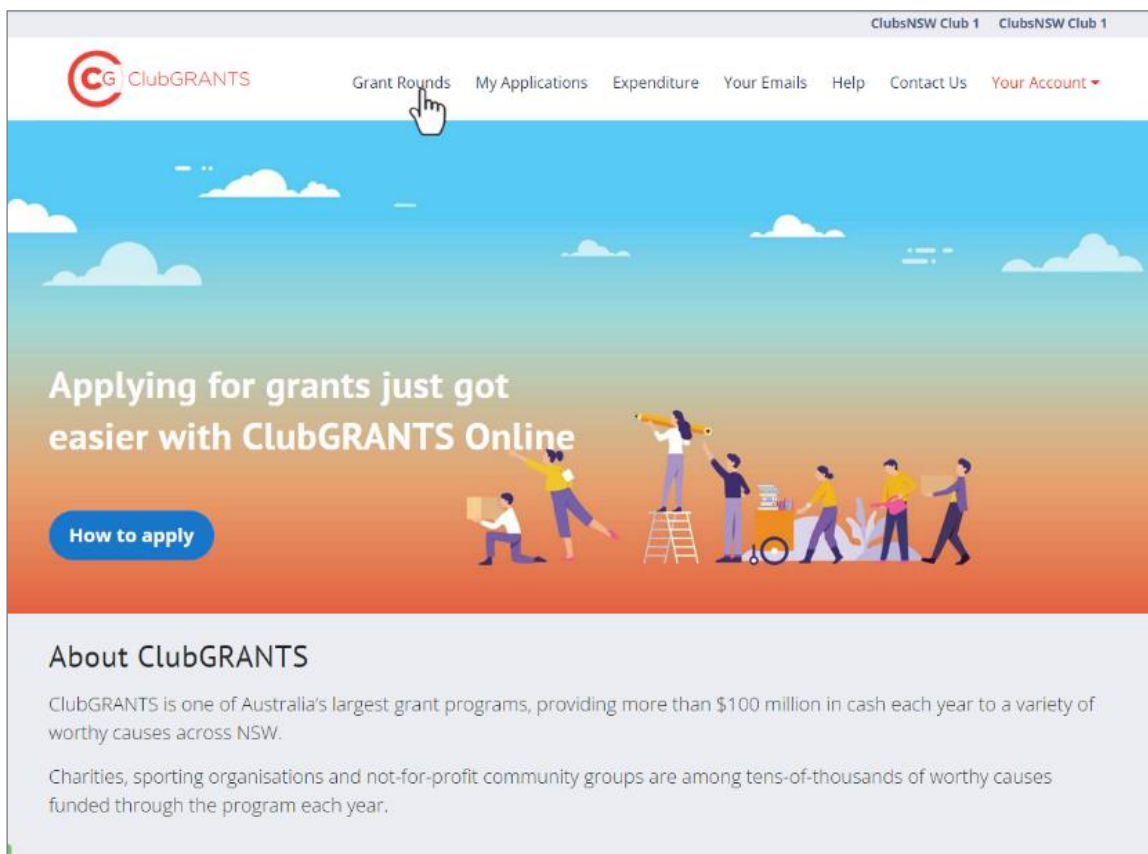 ClubsNSW Club 1 ClubsNSW Club 1
CG ClubGRANTS
Grant Rounds My Applications Expenditure Your Emails Help Contact Us Your Account
Applying for grants just got
easier with ClubGRANTS Online
How to apply
About ClubGRANTS
ClubGRANTS is one of Australia's largest grant programs, providing more than $100 million in cash each year to a variety of
worthy causes across NSW.
Charities, sporting organisations and not-for-profit community groups are among tens-of-thousands of worthy causes
funded through the program each year.